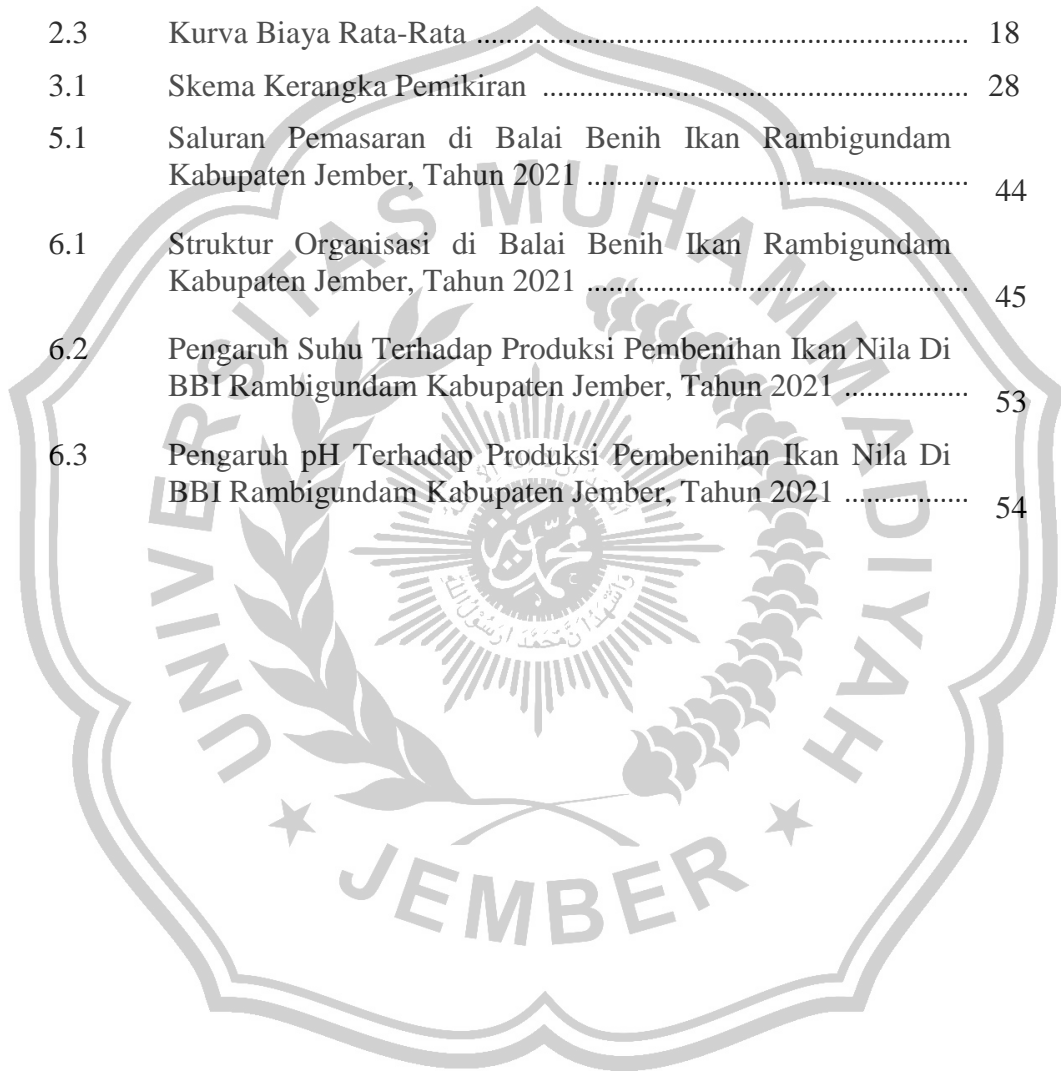 2.3 Kurva Biaya Rata-Rata ........................................................................ 18
3.1 Skema Kerangka Pemikiran ............................................................... 28
5.1 Saluran Pemasaran di Balai Benih Ikan Rambigundam
Kabupaten Jember, Tahun 2021 ........................................................ 44
6.1 Struktur Organisasi di Balai Benih Ikan Rambigundam
Kabupaten Jember, Tahun 2021 ........................................................ 45
6.2 Pengaruh Suhu Terhadap Produksi Pembenihan Ikan Nila Di
BBI Rambigundam Kabupaten Jember, Tahun 2021 ................. 53
6.3 Pengaruh pH Terhadap Produksi Pembenihan Ikan Nila Di
BBI Rambigundam Kabupaten Jember, Tahun 2021 ................. 54
UNIVERSITAS MUHAMMADIYAH
JEMBER